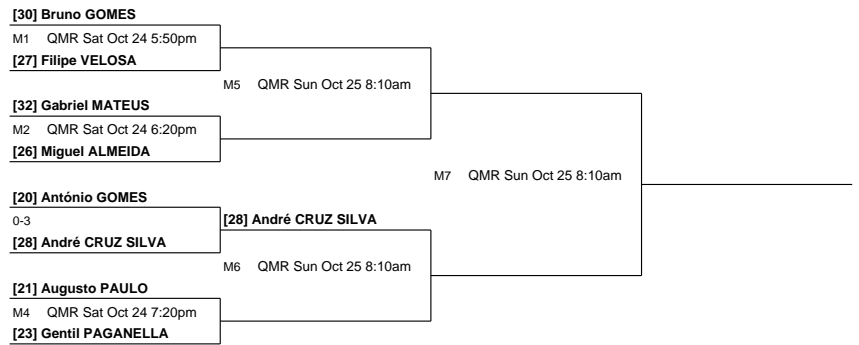 [30] Bruno GOMES
M1 QMR Sat Oct 24 5:50pm
[27] Filipe VELOSA
M5 QMR Sun Oct 25 8:10am
[32] Gabriel MATEUS
M2 QMR Sat Oct 24 6:20pm
[26] Miguel ALMEIDA
M7 QMR Sun Oct 25 8:10am
[20] António GOMES
0-3
[28] André CRUZ SILVA
[28] André CRUZ SILVA
M6 QMR Sun Oct 25 8:10am
[21] Augusto PAULO
M4 QMR Sat Oct 24 7:20pm
[23] Gentil PAGANELLA